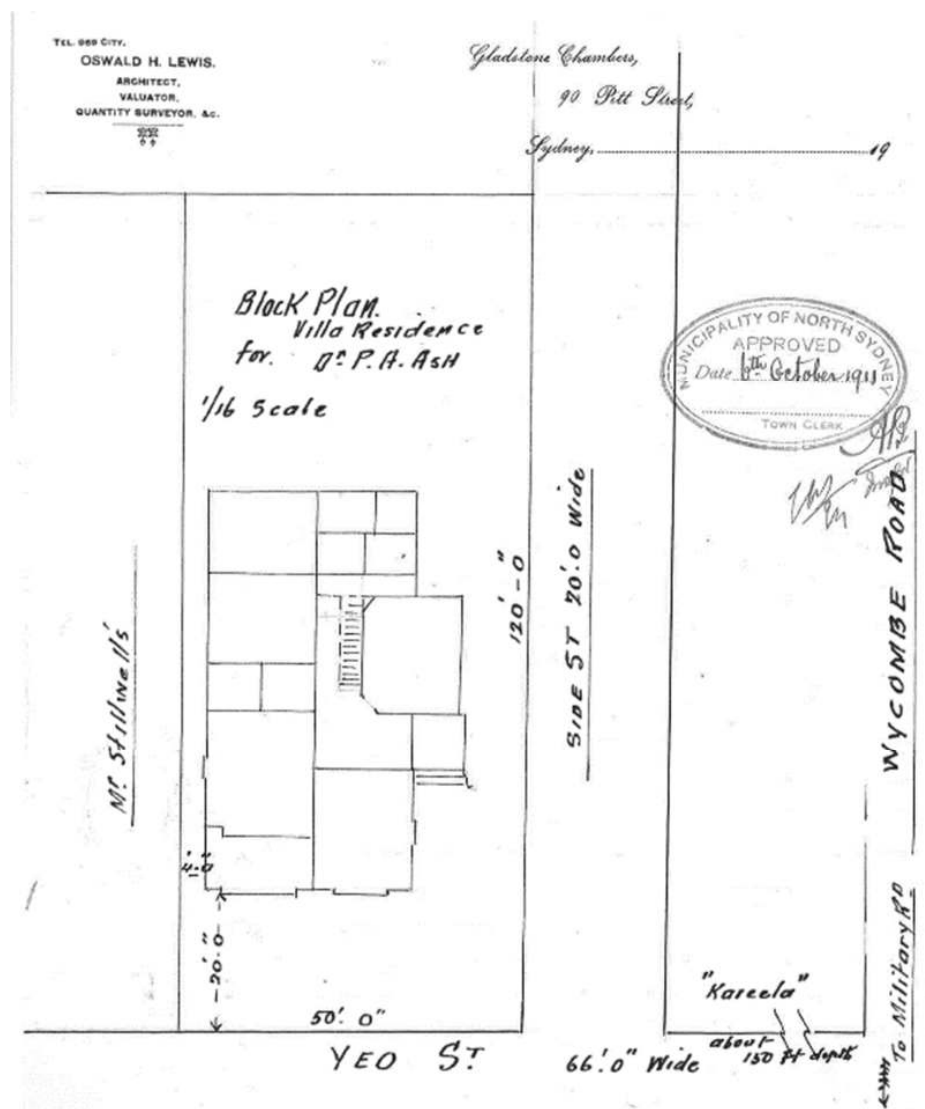 TEL. 969 CITY.
OSWALD H. LEWIS.
ARCHITECT,
VALUATOR,
QUANTITY SURVEYOR, &c.
Gladstone Chambers,
90 Pitt Street,
Sydney, 19
Block Plan.
Villa Residence
for. Dr. P. A. Ash
1/16 Scale
MUNICIPALITY OF NORTH SYDNEY
APPROVED
Date 6th October 1911
TOWN CLERK
Mr. Stillwell's
120'-0"
SIDE ST 20'.0 Wide
WYCOMBE ROAD
4'-0"
20'.0"
50'.0"
YEO ST.
66'.0" Wide
"Kareela"
about
150 ft depth
To Military Rd